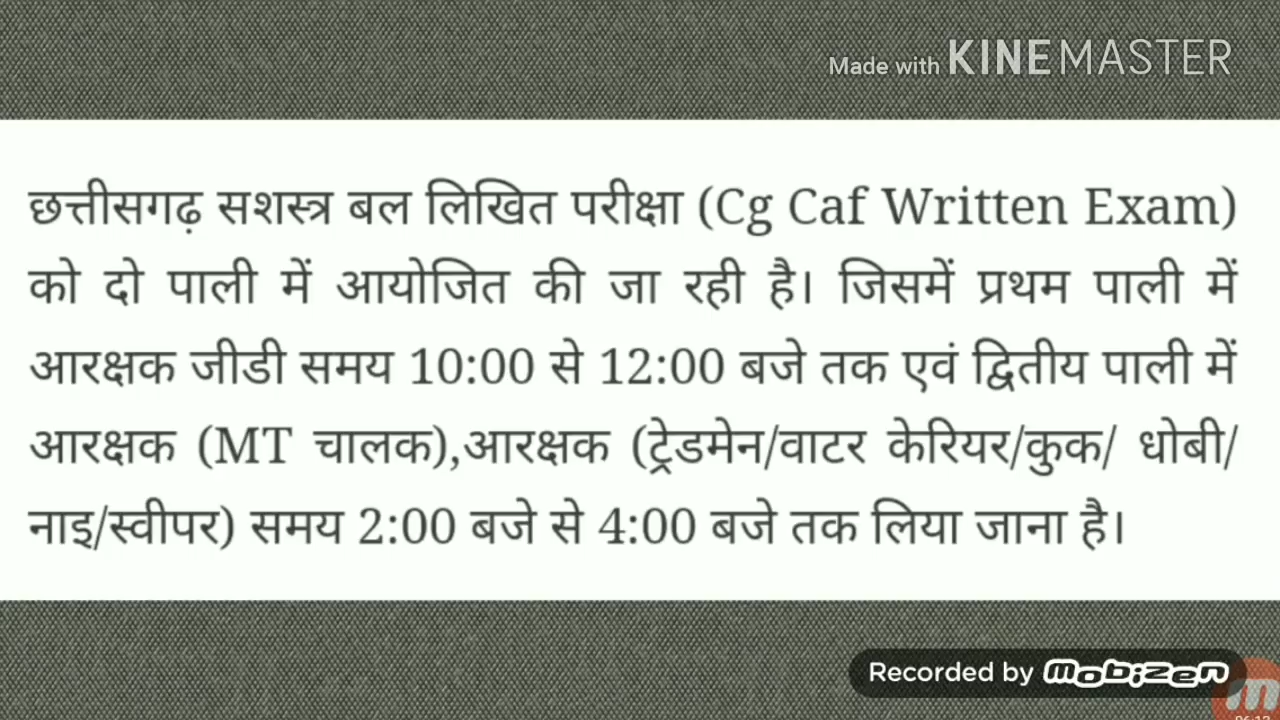 Made with KINEMASTER
छत्तीसगढ़ सशस्त्र बल लिखित परीक्षा (Cg Caf Written Exam)
को दो पाली में आयोजित की जा रही है। जिसमें प्रथम पाली में
आरक्षक जीडी समय 10:00 से 12:00 बजे तक एवं द्वितीय पाली में
आरक्षक (MT चालक),आरक्षक (ट्रेडमेन/वाटर केरियर/कुक/ धोबी/
नाइ/स्वीपर) समय 2:00 बजे से 4:00 बजे तक लिया जाना है।
Recorded by mobizen